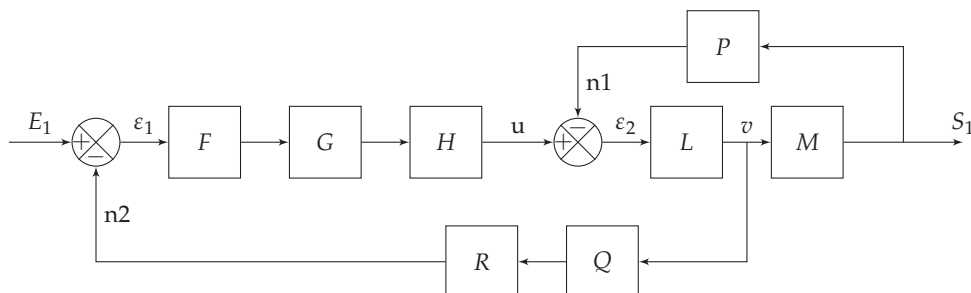 P
n1
E₁
+
−
ε₁
F
G
H
u
−
+
ε₂
L
v
M
S₁
n2
R
Q